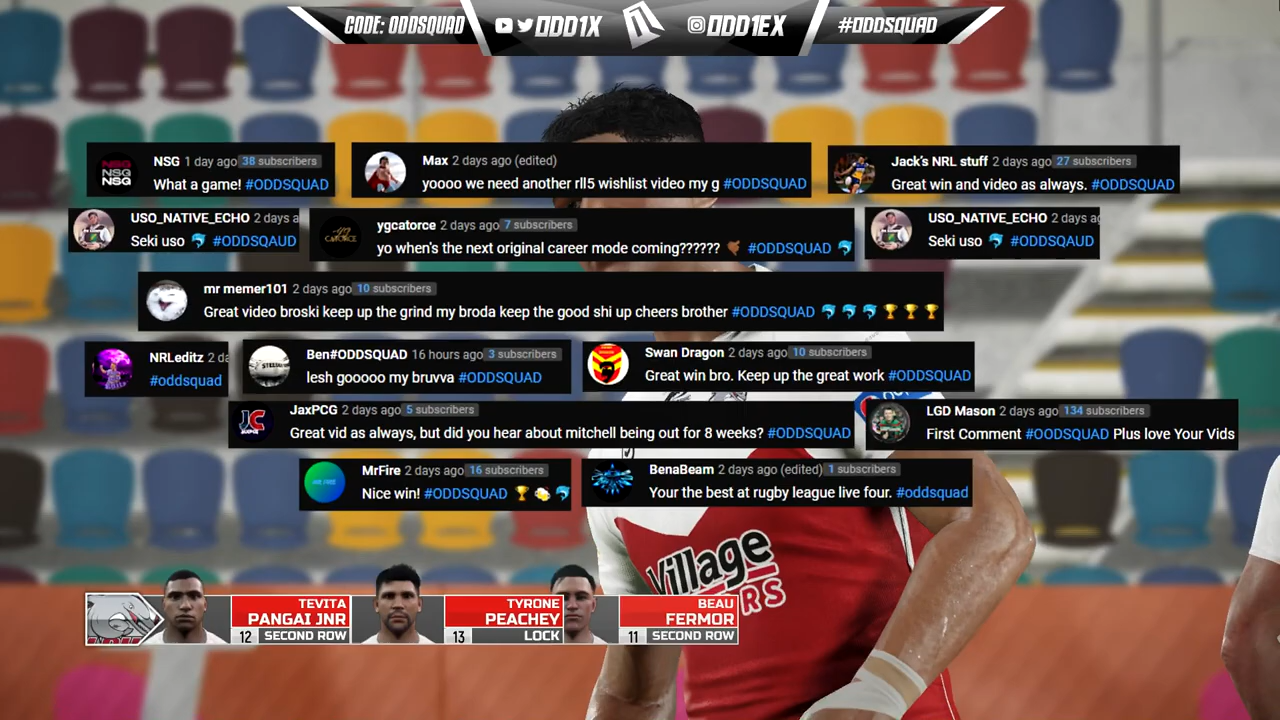 CODE: ODDSQUAD
ODD1X
ODD1EX
#ODDSQUAD
NSG 1 day ago 38 subscribers
What a game! #ODDSQUAD
NSG
NSG
NSG
Max 2 days ago (edited)
yoooo we need another rll5 wishlist video my g #ODDSQUAD
Jack's NRL stuff 2 days ago 27 subscribers
Great win and video as always. #ODDSQUAD
USO_NATIVE_ECHO 2 days a
Seki uso 🐬 #ODDSQAUD
ygcatorce 2 days ago 7 subscribers
yo when's the next original career mode coming?????? #ODDSQUAD 🐬
USO_NATIVE_ECHO 2 days ag
Seki uso 🐬 #ODDSQAUD
mr memer101 2 days ago 10 subscribers
Great video broski keep up the grind my broda keep the good shi up cheers brother #ODDSQUAD 🐬 🐬 🐬 🏆 🏆 🏆
NRLeditz 2 da
#oddsquad
Ben#ODDSQUAD 16 hours ago 3 subscribers
lesh gooooo my bruvva #ODDSQUAD
Swan Dragon 2 days ago 10 subscribers
Great win bro. Keep up the great work #ODDSQUAD
JaxPCG 2 days ago 5 subscribers
Great vid as always, but did you hear about mitchell being out for 8 weeks? #ODDSQUAD
LGD Mason 2 days ago 134 subscribers
First Comment #OODSQUAD Plus love Your Vids
MrFire 2 days ago 16 subscribers
Nice win! #ODDSQUAD 🏆 🐬
BenaBeam 2 days ago (edited) 1 subscribers
Your the best at rugby league live four. #oddsquad
Village
RS
TEVITA
PANGAI JNR
12 SECOND ROW
TYRONE
PEACHEY
13 LOCK
BEAU
FERMOR
11 SECOND ROW